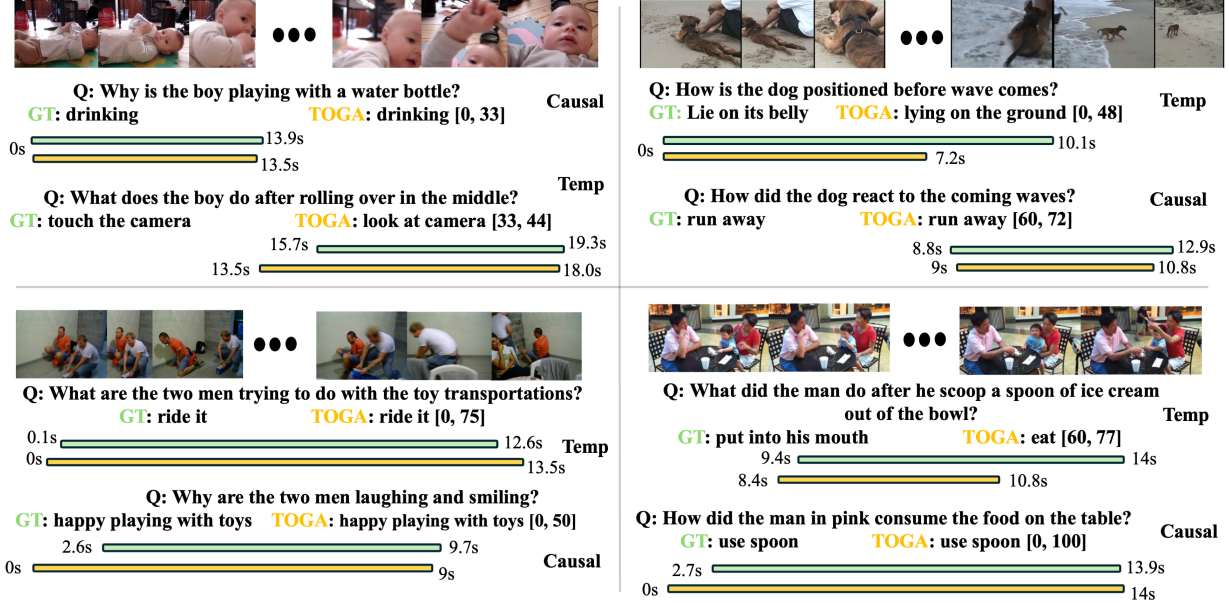 Q: Why is the boy playing with a water bottle?
Causal
GT: drinking TOGA: drinking [0, 33]
0s
13.9s
13.5s
Temp
Q: What does the boy do after rolling over in the middle?
GT: touch the camera TOGA: look at camera [33, 44]
15.7s
19.3s
13.5s
18.0s
Q: How is the dog positioned before wave comes?
Temp
GT: Lie on its belly TOGA: lying on the ground [0, 48]
0s
10.1s
7.2s
Q: How did the dog react to the coming waves?
Causal
GT: run away TOGA: run away [60, 72]
8.8s
12.9s
9s
10.8s
Q: What are the two men trying to do with the toy transportations?
GT: ride it TOGA: ride it [0, 75]
0.1s
12.6s
Temp
0s
13.5s
Q: Why are the two men laughing and smiling?
GT: happy playing with toys TOGA: happy playing with toys [0, 50]
2.6s
9.7s
Causal
0s
9s
Q: What did the man do after he scoop a spoon of ice cream
out of the bowl?
Temp
GT: put into his mouth TOGA: eat [60, 77]
9.4s
14s
8.4s
10.8s
Q: How did the man in pink consume the food on the table?
Causal
GT: use spoon TOGA: use spoon [0, 100]
2.7s
13.9s
0s
14s